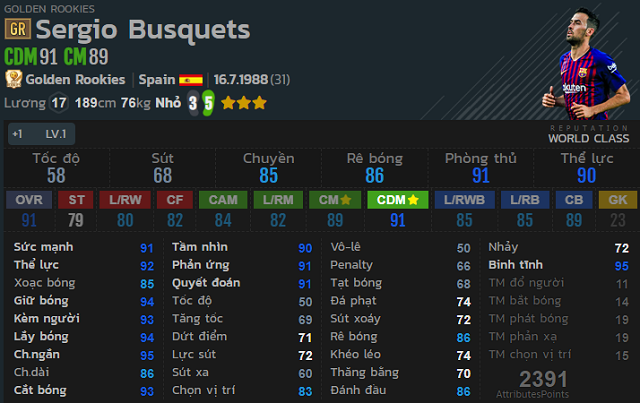 GOLDEN ROOKIES
GR Sergio Busquets
CDM 91 CM 89
Golden Rookies Spain 16.7.1988 (31)
Lương 17 189cm 76kg Nhỏ 3 5
+1 LV.1
REPUTATION
WORLD CLASS
Tốc độ Sút Chuyền Rê bóng Phòng thủ Thể lực
58 68 85 86 91 90
OVR ST L/RW CF CAM L/RM CM CDM L/RWB L/RB CB GK
91 79 80 82 84 82 89 91 85 85 88 23
Sức mạnh 91 Tầm nhìn 90 Vô-lê 50 Nhảy 72
Thể lực 92 Phản ứng 91 Penalty 66 Bình tĩnh 95
Xoạc bóng 85 Quyết đoán 91 Tạt bóng 68 TM đổ người 11
Giữ bóng 94 Tốc độ 50 Đá phạt 74 TM bắt bóng 14
Kèm người 93 Tăng tốc 69 Sút xoáy 72 TM phát bóng 19
Lấy bóng 94 Dứt điểm 71 Rê bóng 86 TM phản xạ 19
Ch.ngắn 95 Lực sút 72 Khéo léo 74 TM chọn vị trí 15
Ch.dài 86 Sút xa 60 Thăng bằng 70
Cắt bóng 93 Chọn vị trí 83 Đánh đầu 86
2391
AttributesPoints